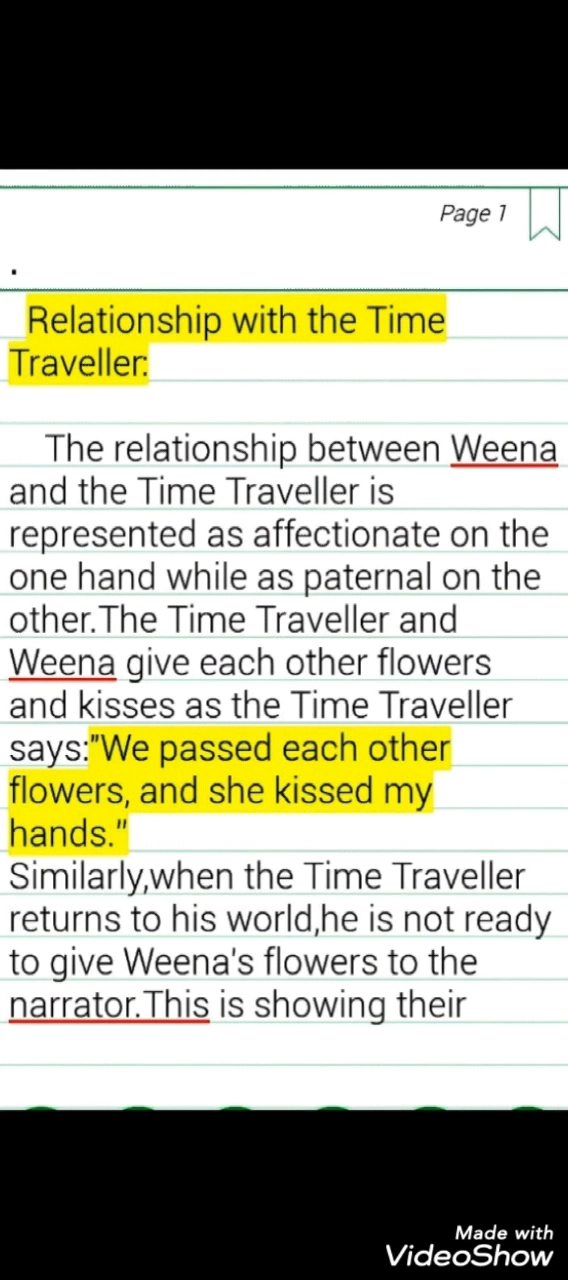 Page 1
.
Relationship with the Time
Traveller:
The relationship between Weena
and the Time Traveller is
represented as affectionate on the
one hand while as paternal on the
other.The Time Traveller and
Weena give each other flowers
and kisses as the Time Traveller
says:"We passed each other
flowers, and she kissed my
hands."
Similarly,when the Time Traveller
returns to his world,he is not ready
to give Weena's flowers to the
narrator.This is showing their
Made with
VideoShow